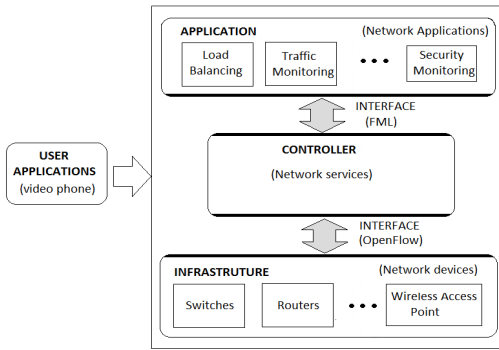 APPLICATION
(Network Applications)
Load
Balancing
Traffic
Monitoring
Security
Monitoring
INTERFACE
(FML)
USER
APPLICATIONS
(video phone)
CONTROLLER
(Network services)
INTERFACE
(OpenFlow)
INFRASTRUTURE
(Network devices)
Switches
Routers
Wireless Access
Point